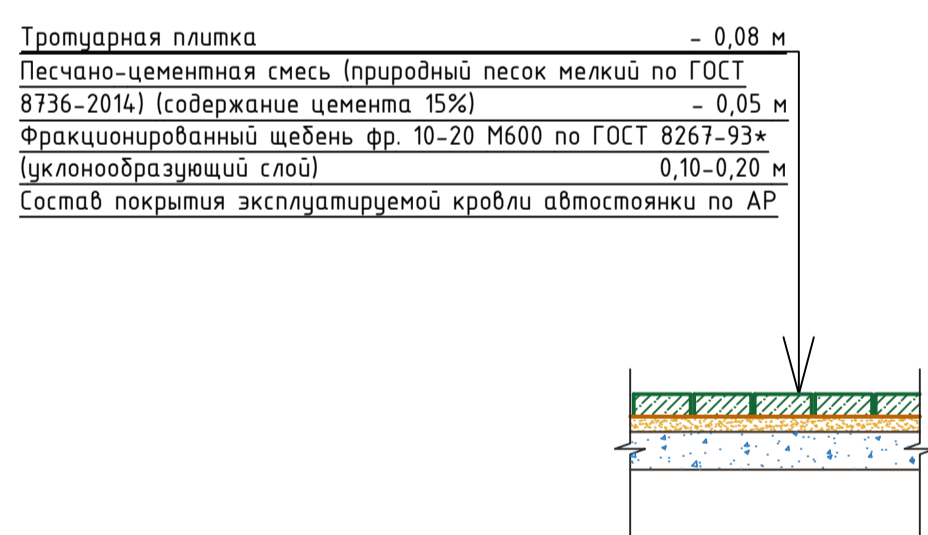 Тротуарная плитка - 0,08 м
Песчано-цементная смесь (природный песок мелкий по ГОСТ
8736-2014) (содержание цемента 15%) - 0,05 м
Фракционированный щебень фр. 10-20 М600 по ГОСТ 8267-93*
(уклонообразующий слой) 0,10-0,20 м
Состав покрытия эксплуатируемой кровли автостоянки по АР